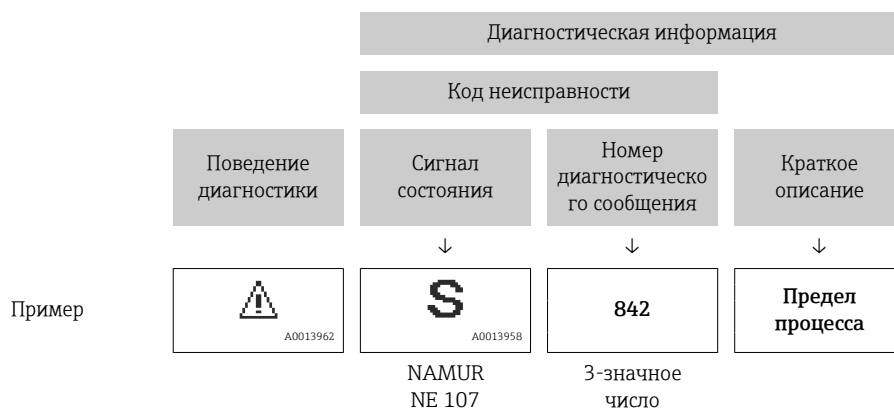 Диагностическая информация
Код неисправности
Поведение
диагностики
Сигнал
состояния
Номер
диагностическо
го сообщения
Краткое
описание
↓ ↓ ↓
Пример
A0013962
S
A0013958
842
Предел
процесса
NAMUR
NE 107
3-значное
число